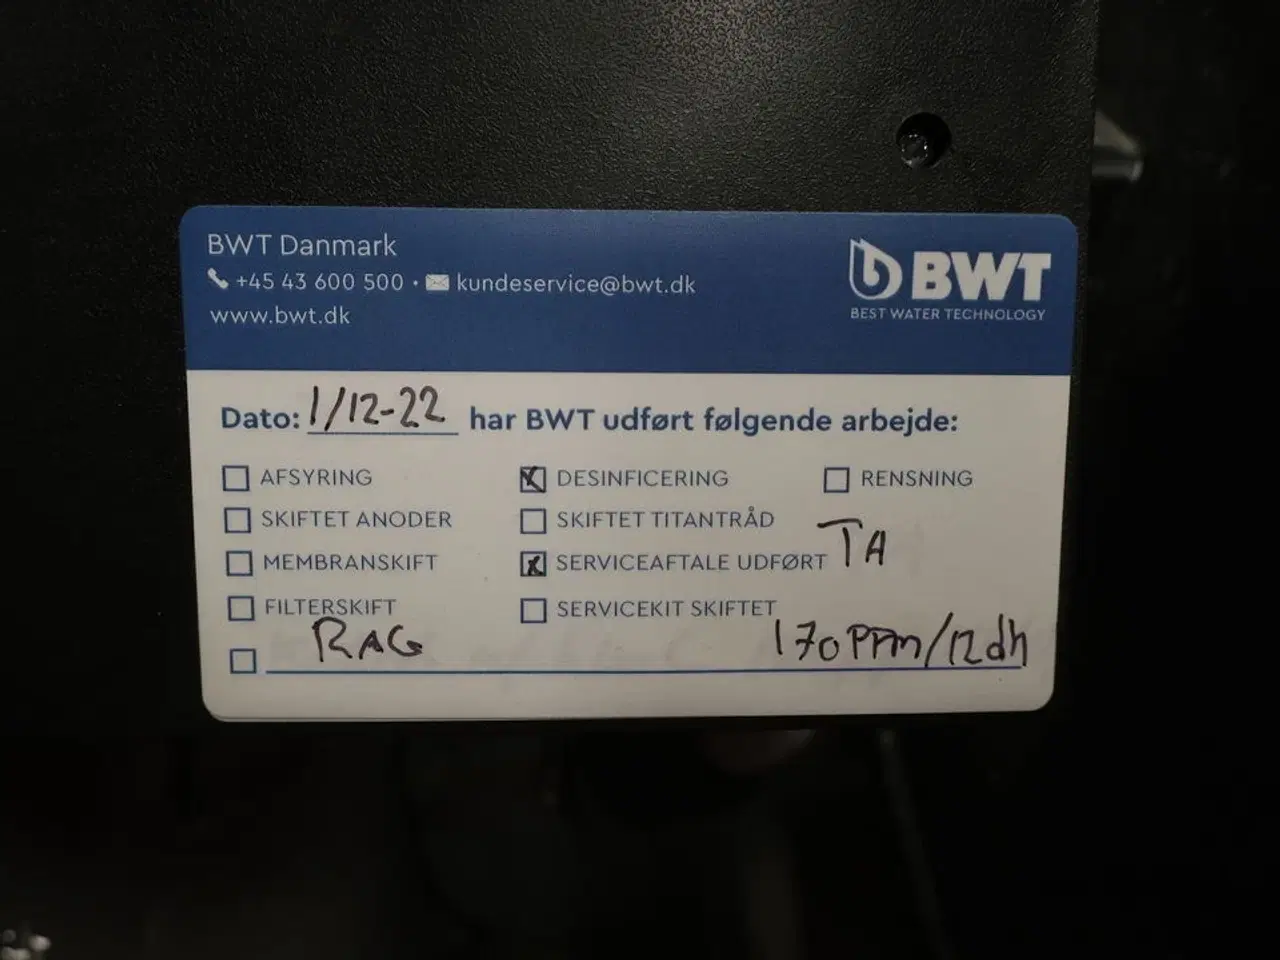 BWT Danmark
+45 43 600 500 • kundeservice@bwt.dk
www.bwt.dk
BWT
BEST WATER TECHNOLOGY
Dato: 1/12-22 har BWT udført følgende arbejde:
AFSYRING DESINFICERING RENSNING
SKIFTET ANODER SKIFTET TITANTRÅD
MEMBRANSKIFT SERVICEAFTALE UDFØRT TA
FILTERSKIFT SERVICEKIT SKIFTET
RAG 170 PPm/12dh